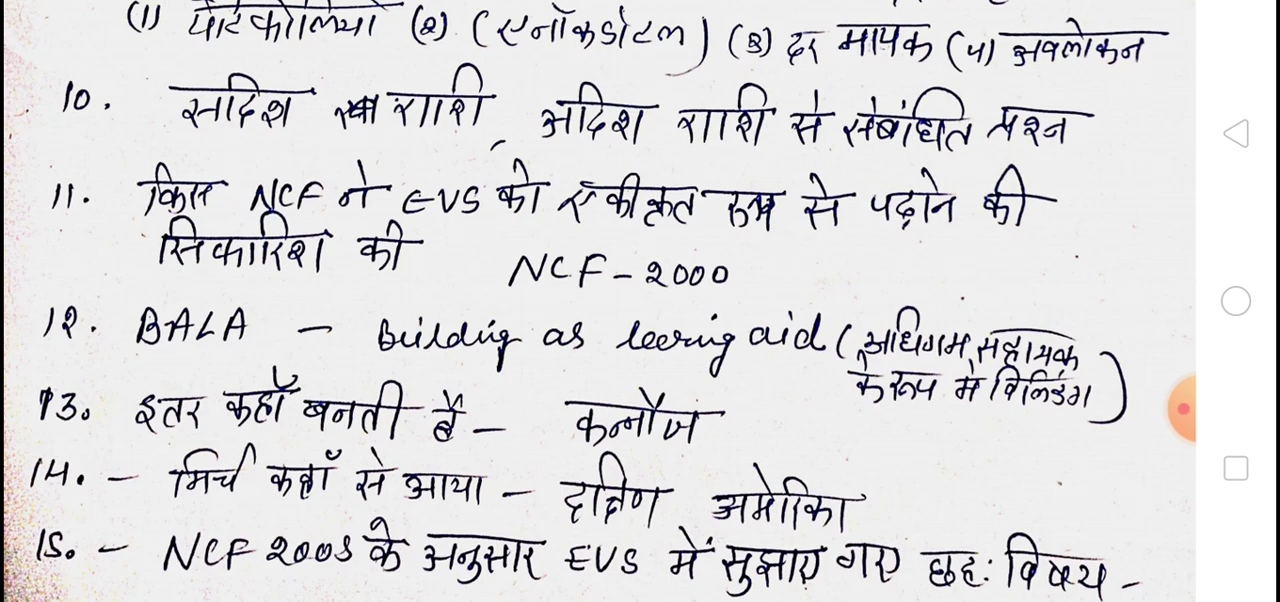 (1) पोर्टफोलियो (2) (एनॉकडोटल) (3) दर मापक (4) अवलोकन
10. सदिश राशि, अदिश राशि से संबंधित प्रश्न
11. किस NCF ने EVS को एकीकृत रूप से पढ़ाने की
सिफारिश की NCF-2000
12. BALA - Building as leering aid (अधिगम सहायक
के रूप में बिल्डिंग)
13. इतर कहाँ बनती है - कन्नौज
14. - मिर्च कहाँ से आया - दक्षिण अमेरिका
15. - NCF 2005 के अनुसार EVS में सुझाए गए छह: विषय -